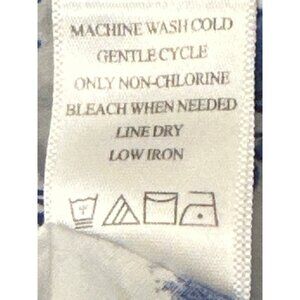 MACHINE WASH COLD
GENTLE CYCLE
ONLY NON-CHLORINE
BLEACH WHEN NEEDED
LINE DRY
LOW IRON